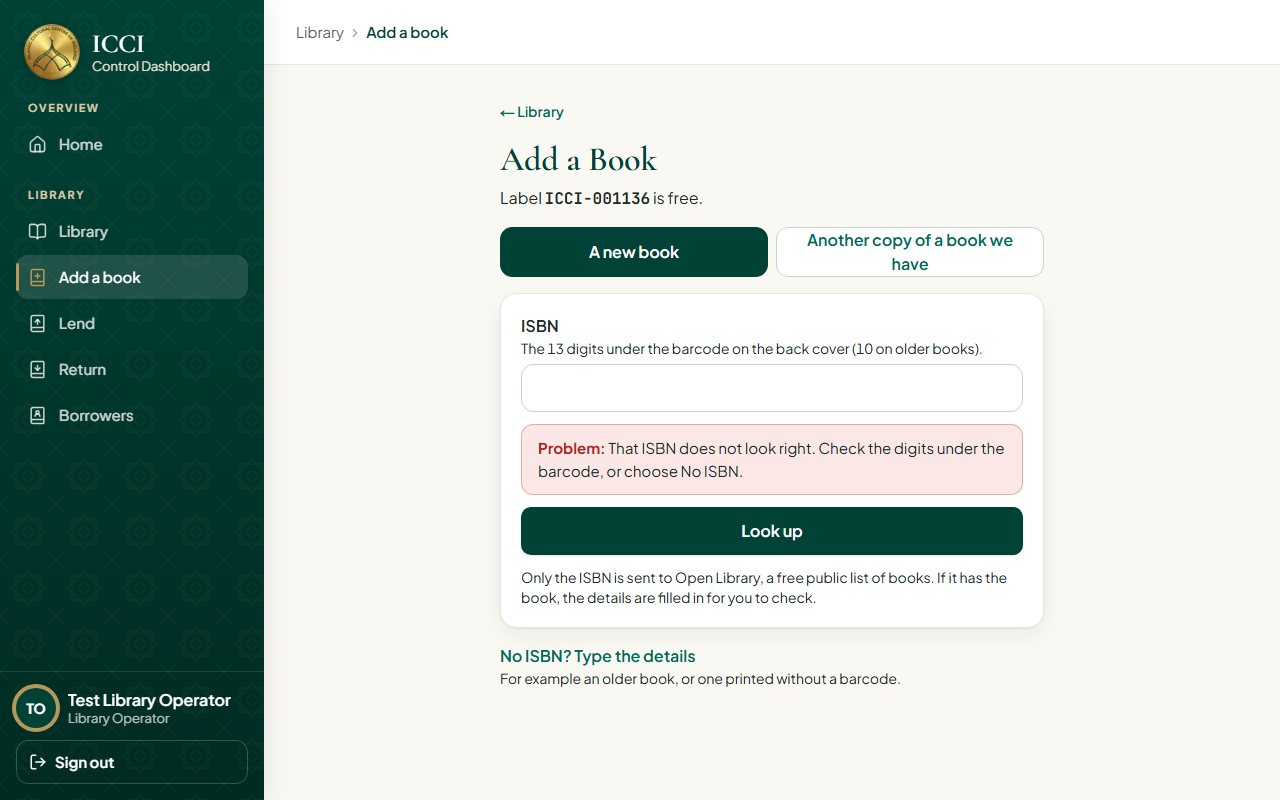 ICCI
Control Dashboard
OVERVIEW
Home
LIBRARY
Library
Add a book
Lend
Return
Borrowers
TO
Test Library Operator
Library Operator
Sign out
Library > Add a book
← Library
Add a Book
Label ICCI-001136 is free.
A new book
Another copy of a book we
have
ISBN
The 13 digits under the barcode on the back cover (10 on older books).
Problem: That ISBN does not look right. Check the digits under the
barcode, or choose No ISBN.
Look up
Only the ISBN is sent to Open Library, a free public list of books. If it has the
book, the details are filled in for you to check.
No ISBN? Type the details
For example an older book, or one printed without a barcode.